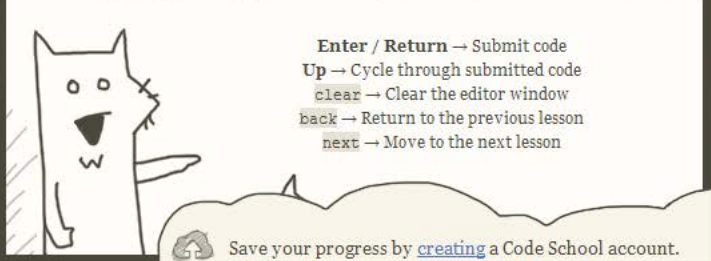 Enter / Return → Submit code
Up → Cycle through submitted code
clear → Clear the editor window
back → Return to the previous lesson
next → Move to the next lesson
Save your progress by creating a Code School account.